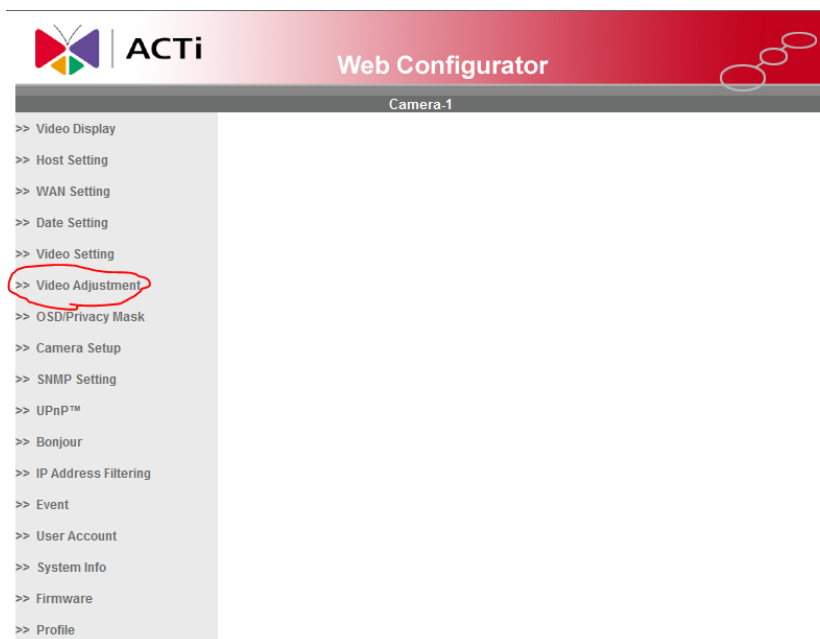 ACTi
Web Configurator
Camera-1
>> Video Display
>> Host Setting
>> WAN Setting
>> Date Setting
>> Video Setting
>> Video Adjustment
>> OSD/Privacy Mask
>> Camera Setup
>> SNMP Setting
>> UPnP™
>> Bonjour
>> IP Address Filtering
>> Event
>> User Account
>> System Info
>> Firmware
>> Profile